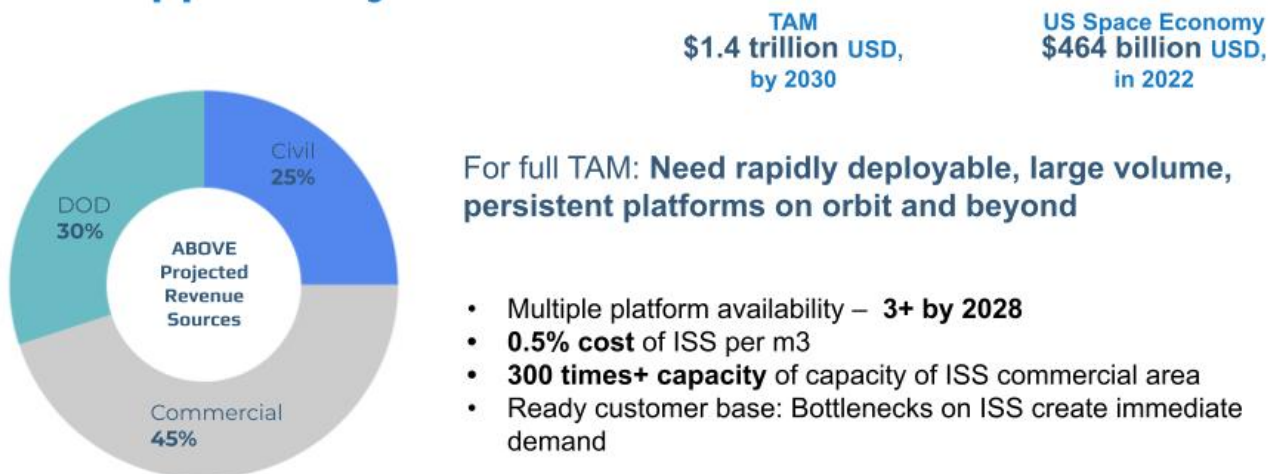 TAM
$1.4 trillion USD,
by 2030
US Space Economy
$464 billion USD,
in 2022
Civil
25%
DOD
30%
ABOVE
Projected
Revenue
Sources
Commercial
45%
For full TAM: Need rapidly deployable, large volume,
persistent platforms on orbit and beyond
• Multiple platform availability – 3+ by 2028
• 0.5% cost of ISS per m3
• 300 times+ capacity of capacity of ISS commercial area
• Ready customer base: Bottlenecks on ISS create immediate
demand